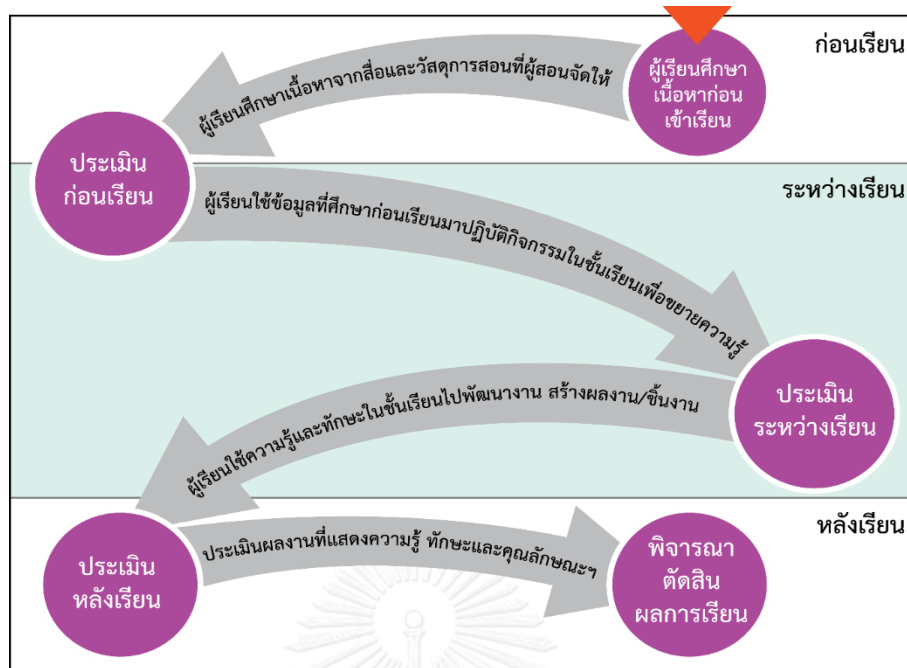 ก่อนเรียน
ผู้เรียนศึกษา
เนื้อหาก่อน
เข้าเรียน
ผู้เรียนศึกษาเนื้อหาจากสื่อและวัสดุการสอนที่ผู้สอนจัดให้
ประเมิน
ก่อนเรียน
ระหว่างเรียน
ผู้เรียนใช้ข้อมูลที่ศึกษาก่อนเรียนมาปฏิบัติกิจกรรมในชั้นเรียนเพื่อขยายความรู้
ประเมิน
ระหว่างเรียน
ผู้เรียนใช้ความรู้และทักษะในชั้นเรียนไปพัฒนางาน สร้างผลงาน/ชิ้นงาน
หลังเรียน
ประเมิน
หลังเรียน
ประเมินผลงานที่แสดงความรู้ ทักษะและคุณลักษณะฯ
พิจารณา
ตัดสิน
ผลการเรียน